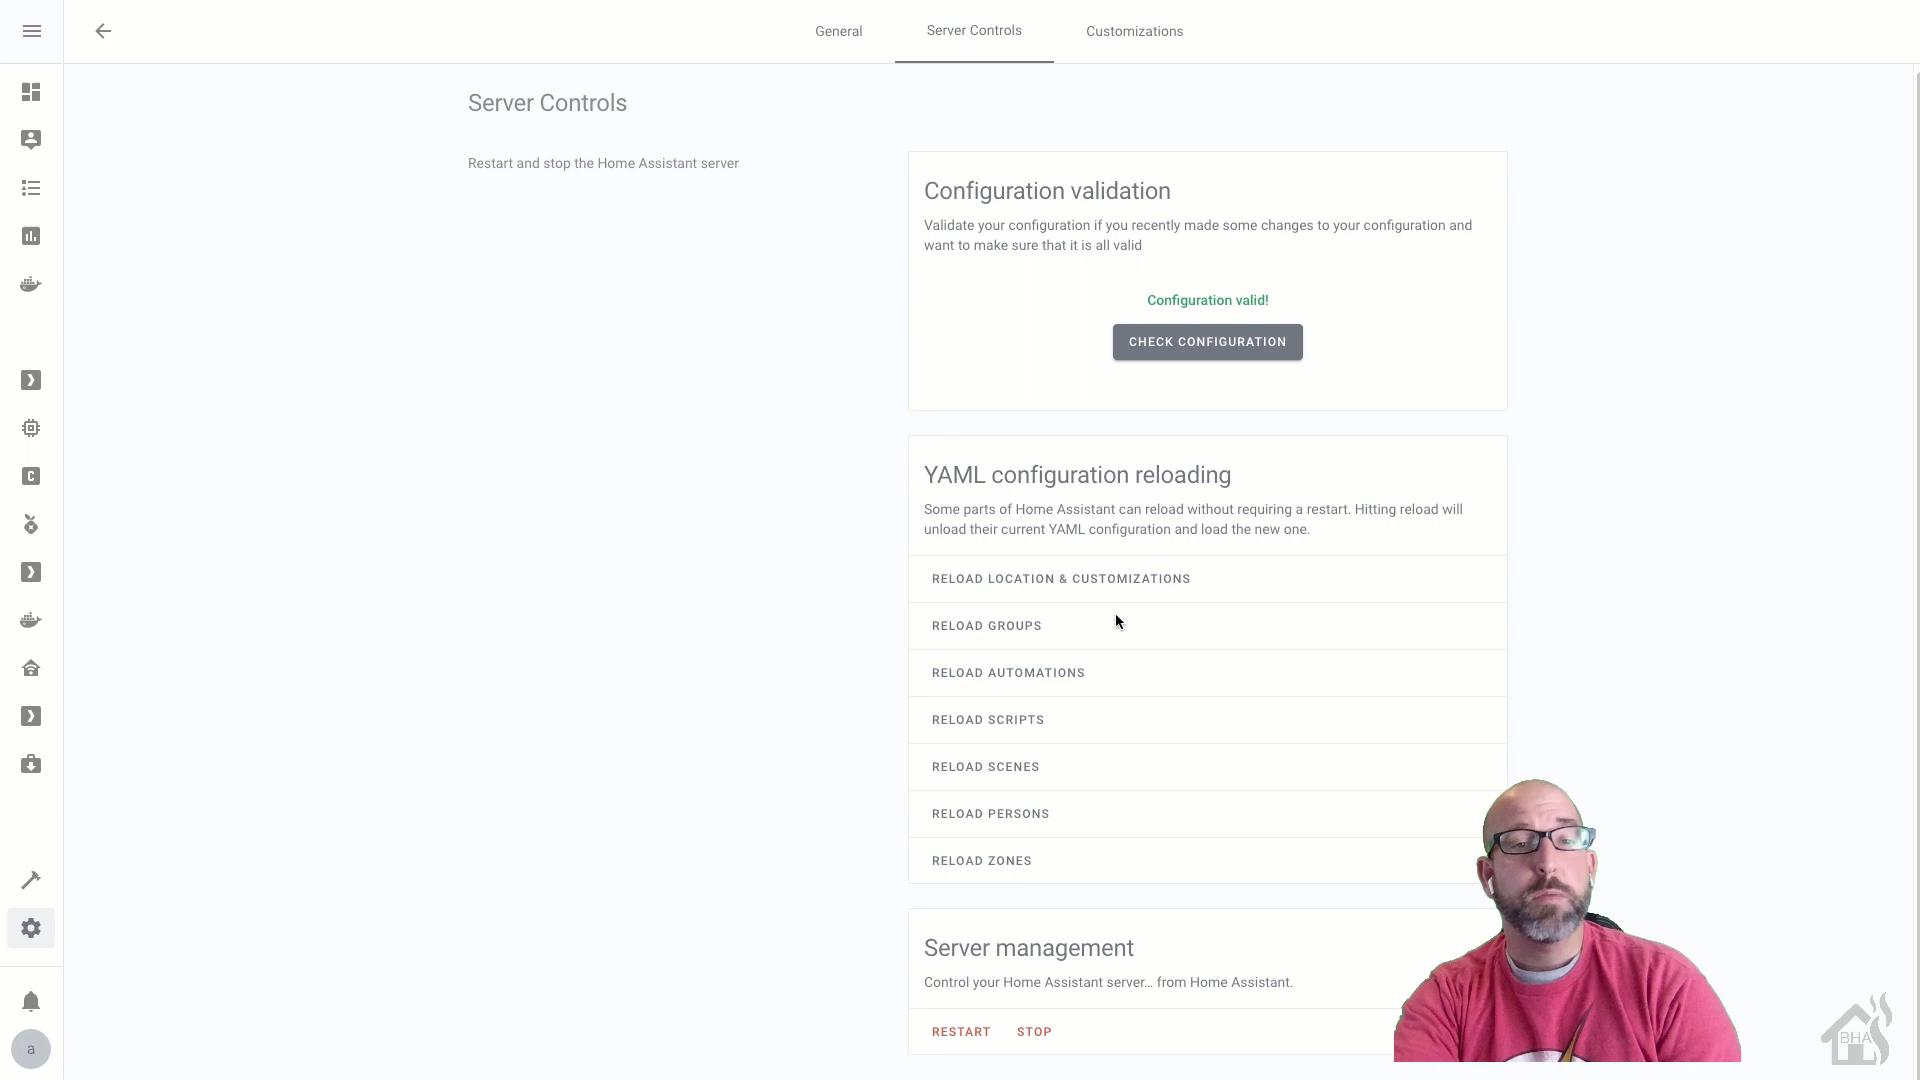 General
Server Controls
Customizations
Server Controls
Restart and stop the Home Assistant server
Configuration validation
Validate your configuration if you recently made some changes to your configuration and
want to make sure that it is all valid
Configuration valid!
CHECK CONFIGURATION
YAML configuration reloading
Some parts of Home Assistant can reload without requiring a restart. Hitting reload will
unload their current YAML configuration and load the new one.
RELOAD LOCATION & CUSTOMIZATIONS
RELOAD GROUPS
RELOAD AUTOMATIONS
RELOAD SCRIPTS
RELOAD SCENES
RELOAD PERSONS
RELOAD ZONES
Server management
Control your Home Assistant server... from Home Assistant.
RESTART STOP
C
a
BHA